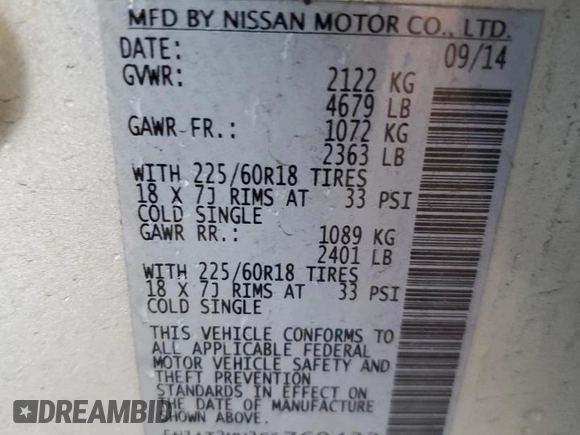 MFD BY NISSAN MOTOR CO., LTD.
DATE: 09/14
GVWR: 2122 KG
4679 LB
GAWR-FR.: 1072 KG
2363 LB
WITH 225/60R18 TIRES
18 X 7J RIMS AT 33 PSI
COLD SINGLE
GAWR RR.: 1089 KG
2401 LB
WITH 225/60R18 TIRES
18 X 7J RIMS AT 33 PSI
COLD SINGLE
THIS VEHICLE CONFORMS TO
ALL APPLICABLE FEDERAL
MOTOR VEHICLE SAFETY AND
THEFT PREVENTION
STANDARDS IN EFFECT ON
THE DATE OF MANUFACTURE
SHOWN ABOVE.
DREAMBID